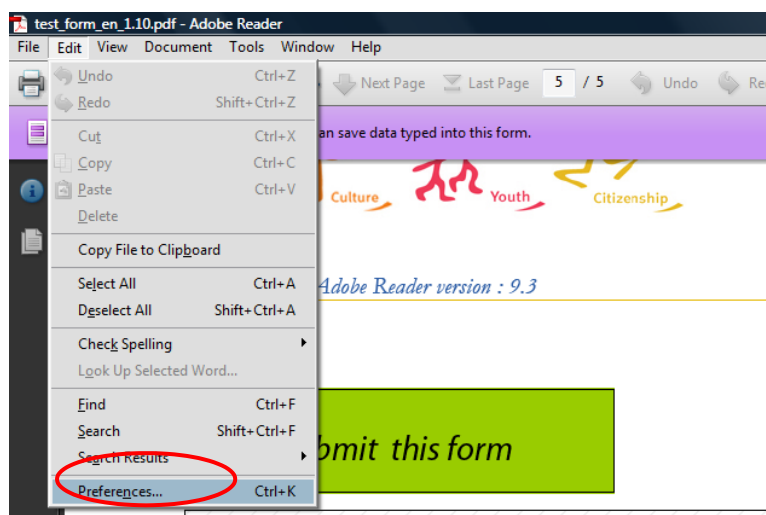 test_form_en_1.10.pdf - Adobe Reader
File Edit View Document Tools Window Help
Next Page Last Page 5 / 5 Undo Re
an save data typed into this form.
Undo Ctrl+Z
Redo Shift+Ctrl+Z
Cut Ctrl+X
Copy Ctrl+C
Paste Ctrl+V
Delete
Copy File to Clipboard
Select All Ctrl+A
Deselect All Shift+Ctrl+A
Check Spelling
Look Up Selected Word...
Find Ctrl+F
Search Shift+Ctrl+F
Search Results
Preferences... Ctrl+K
Culture Youth Citizenship
Adobe Reader version : 9.3
bmit this form